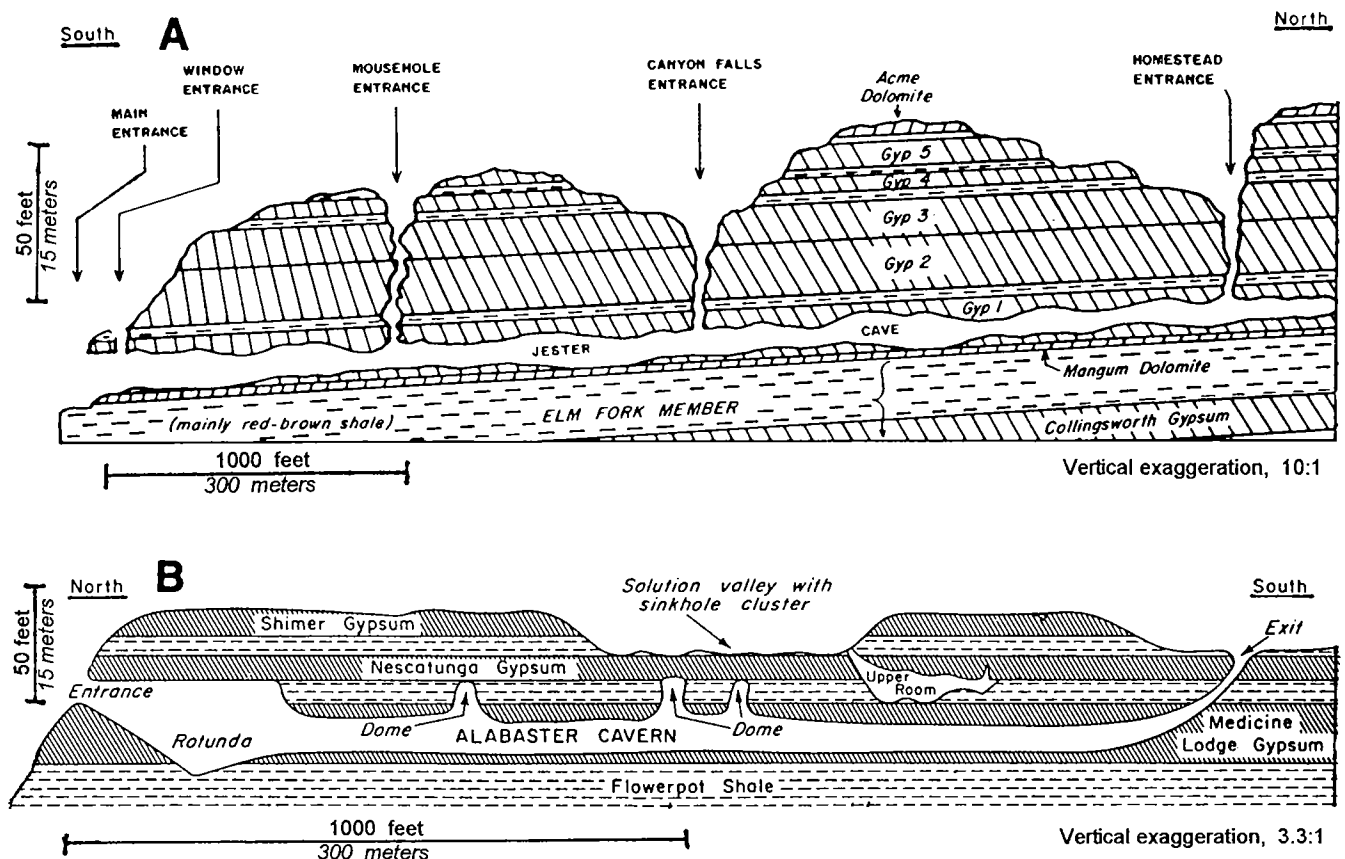 South
A
North
MAIN
ENTRANCE
WINDOW
ENTRANCE
MOUSEHOLE
ENTRANCE
CANYON FALLS
ENTRANCE
Acme
Dolomite
HOMESTEAD
ENTRANCE
50 feet
15 meters
Gyp 5
Gyp 4
Gyp 3
Gyp 2
Gyp 1
JESTER
CAVE
Mangum Dolomite
(mainly red-brown shale)
ELM FORK MEMBER
Collingsworth Gypsum
1000 feet
300 meters
Vertical exaggeration, 10:1
North
B
South
50 feet
15 meters
Solution valley with
sinkhole cluster
Exit
Shimer Gypsum
Nescatunga Gypsum
Entrance
Upper
Room
Dome
ALABASTER CAVERN
Dome
Rotunda
Medicine
Lodge Gypsum
Flowerpot Shale
1000 feet
300 meters
Vertical exaggeration, 3.3:1